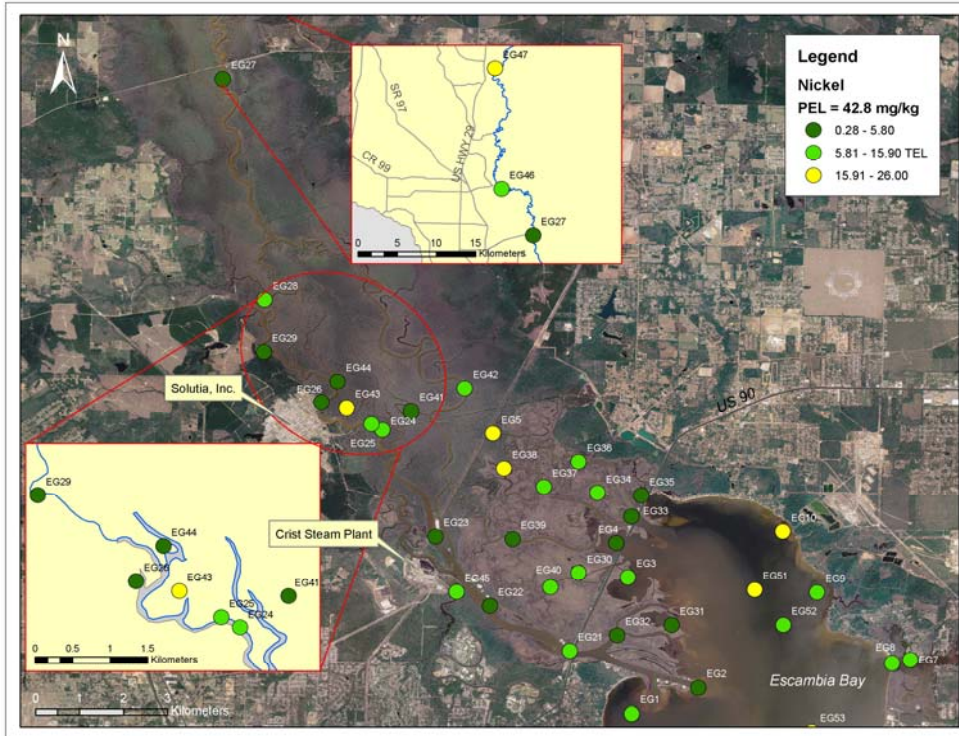 N
EG27
EG47
SR 97
US HWY 29
CR 99
EG46
EG27
0 5 10 15
Kilometers
Legend
Nickel
PEL = 42.8 mg/kg
0.28 - 5.80
5.81 - 15.90 TEL
15.91 - 26.00
EG28
EG29
EG44
EG26
EG43
EG41
EG42
EG24
EG25
Solutia, Inc.
US 90
EG5
EG38
EG36
EG37
EG34
EG35
EG33
EG4
EG39
EG23
Crist Steam Plant
EG30
EG3
EG40
EG45
EG22
EG31
EG32
EG21
EG2
EG1
EG10
EG51
EG9
EG52
EG8
EG7
Escambia Bay
EG53
EG29
EG44
EG26
EG43
EG41
EG25
EG24
0 0.5 1 1.5
Kilometers
0 1 2 3
Kilometers